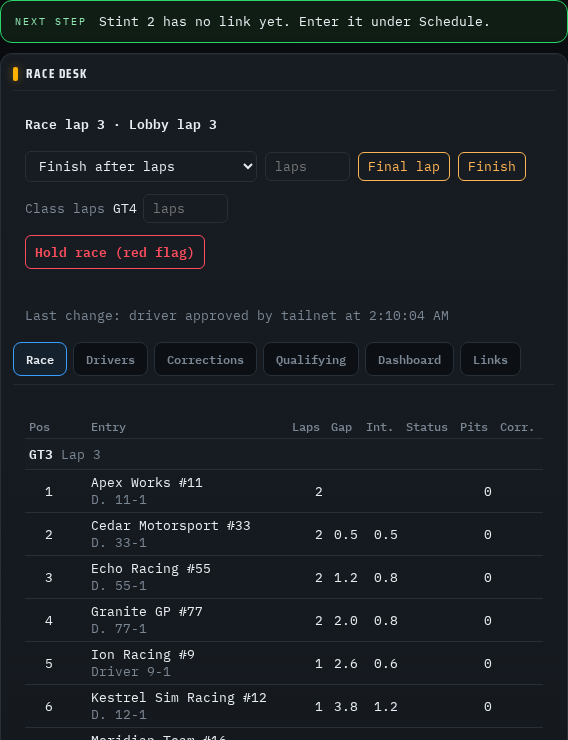 NEXT STEP Stint 2 has no link yet. Enter it under Schedule.
RACE DESK
Race lap 3 · Lobby lap 3
Finish after laps laps Final lap Finish
Class laps GT4 laps
Hold race (red flag)
Last change: driver approved by tailnet at 2:10:04 AM
Race Drivers Corrections Qualifying Dashboard Links
Pos Entry Laps Gap Int. Status Pits Corr.
GT3 Lap 3
1 Apex Works #11 2 0
D. 11-1
2 Cedar Motorsport #33 2 0.5 0.5 0
D. 33-1
3 Echo Racing #55 2 1.2 0.8 0
D. 55-1
4 Granite GP #77 2 2.0 0.8 0
D. 77-1
5 Ion Racing #9 1 2.6 0.6 0
Driver 9-1
6 Kestrel Sim Racing #12 1 3.8 1.2 0
D. 12-1
Meridian Team #16